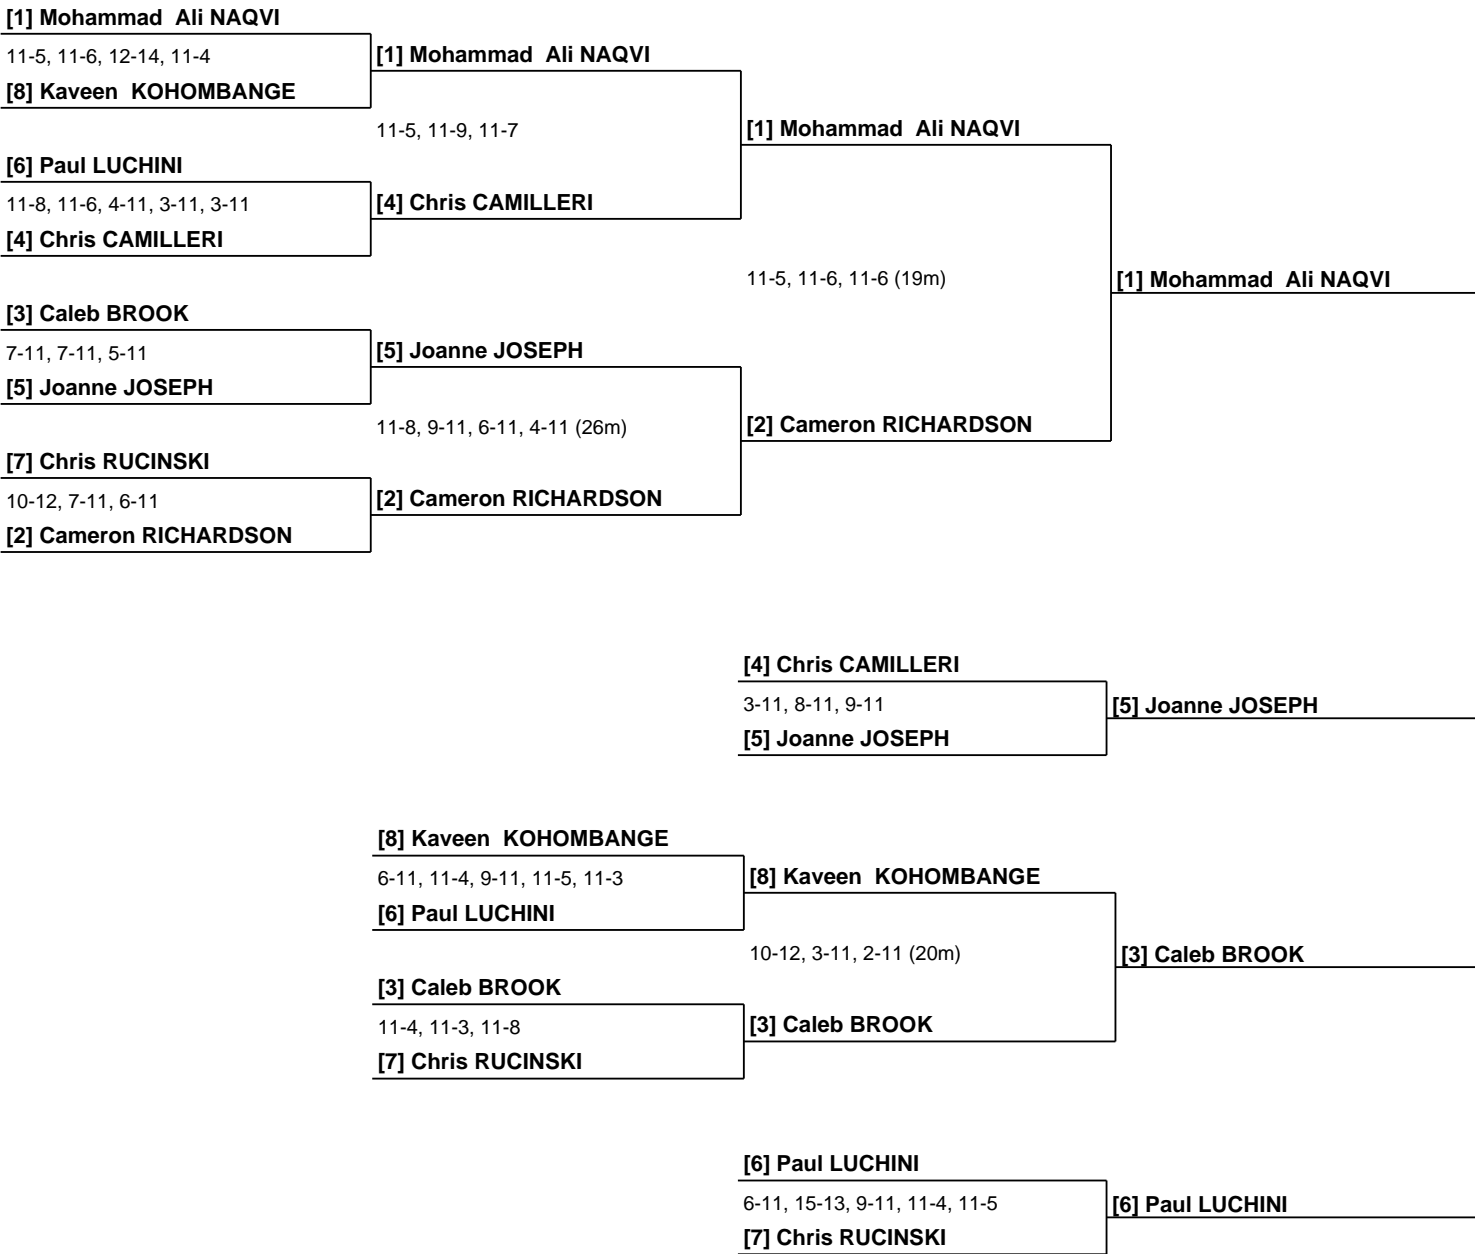 [1] Mohammad  Ali NAQVI
11-5, 11-6, 12-14, 11-4
[8] Kaveen  KOHOMBANGE
[1] Mohammad  Ali NAQVI
11-5, 11-9, 11-7
[1] Mohammad  Ali NAQVI
[6] Paul LUCHINI
11-8, 11-6, 4-11, 3-11, 3-11
[4] Chris CAMILLERI
[4] Chris CAMILLERI
11-5, 11-6, 11-6 (19m)
[1] Mohammad  Ali NAQVI
[3] Caleb BROOK
7-11, 7-11, 5-11
[5] Joanne JOSEPH
[5] Joanne JOSEPH
11-8, 9-11, 6-11, 4-11 (26m)
[2] Cameron RICHARDSON
[7] Chris RUCINSKI
10-12, 7-11, 6-11
[2] Cameron RICHARDSON
[2] Cameron RICHARDSON
[4] Chris CAMILLERI
3-11, 8-11, 9-11
[5] Joanne JOSEPH
[5] Joanne JOSEPH
[8] Kaveen  KOHOMBANGE
6-11, 11-4, 9-11, 11-5, 11-3
[6] Paul LUCHINI
[8] Kaveen  KOHOMBANGE
10-12, 3-11, 2-11 (20m)
[3] Caleb BROOK
[3] Caleb BROOK
11-4, 11-3, 11-8
[7] Chris RUCINSKI
[3] Caleb BROOK
[6] Paul LUCHINI
6-11, 15-13, 9-11, 11-4, 11-5
[7] Chris RUCINSKI
[6] Paul LUCHINI